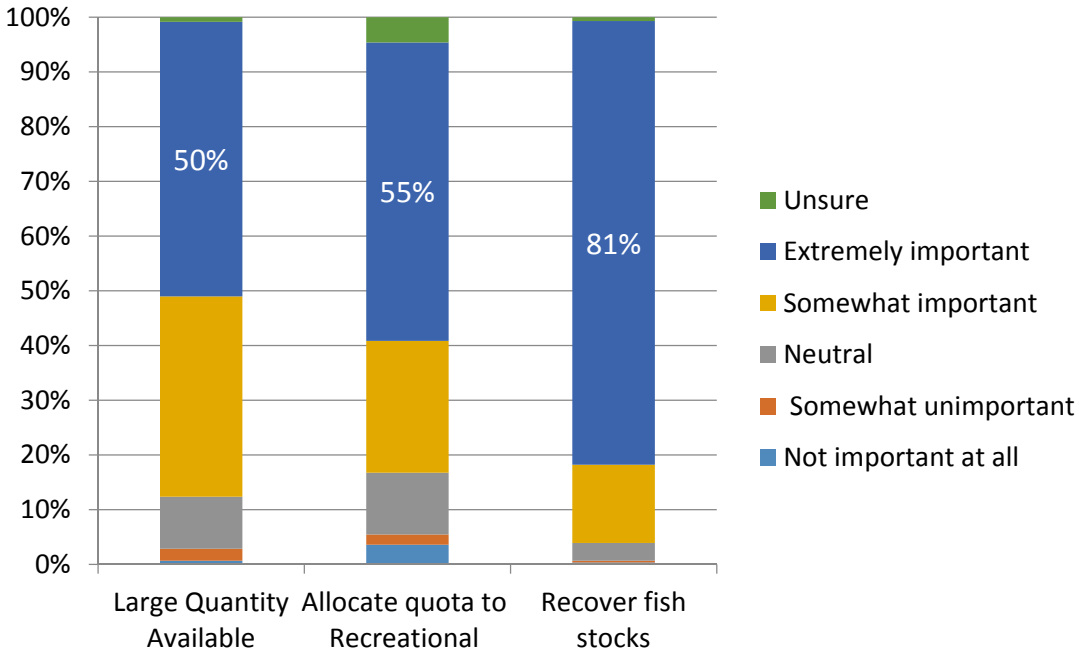 100%
90%
80%
70%
60%
50%
40%
30%
20%
10%
0%
50%
55%
81%
Large Quantity
Available
Allocate quota to
Recreational
Recover fish
stocks
Unsure
Extremely important
Somewhat important
Neutral
Somewhat unimportant
Not important at all